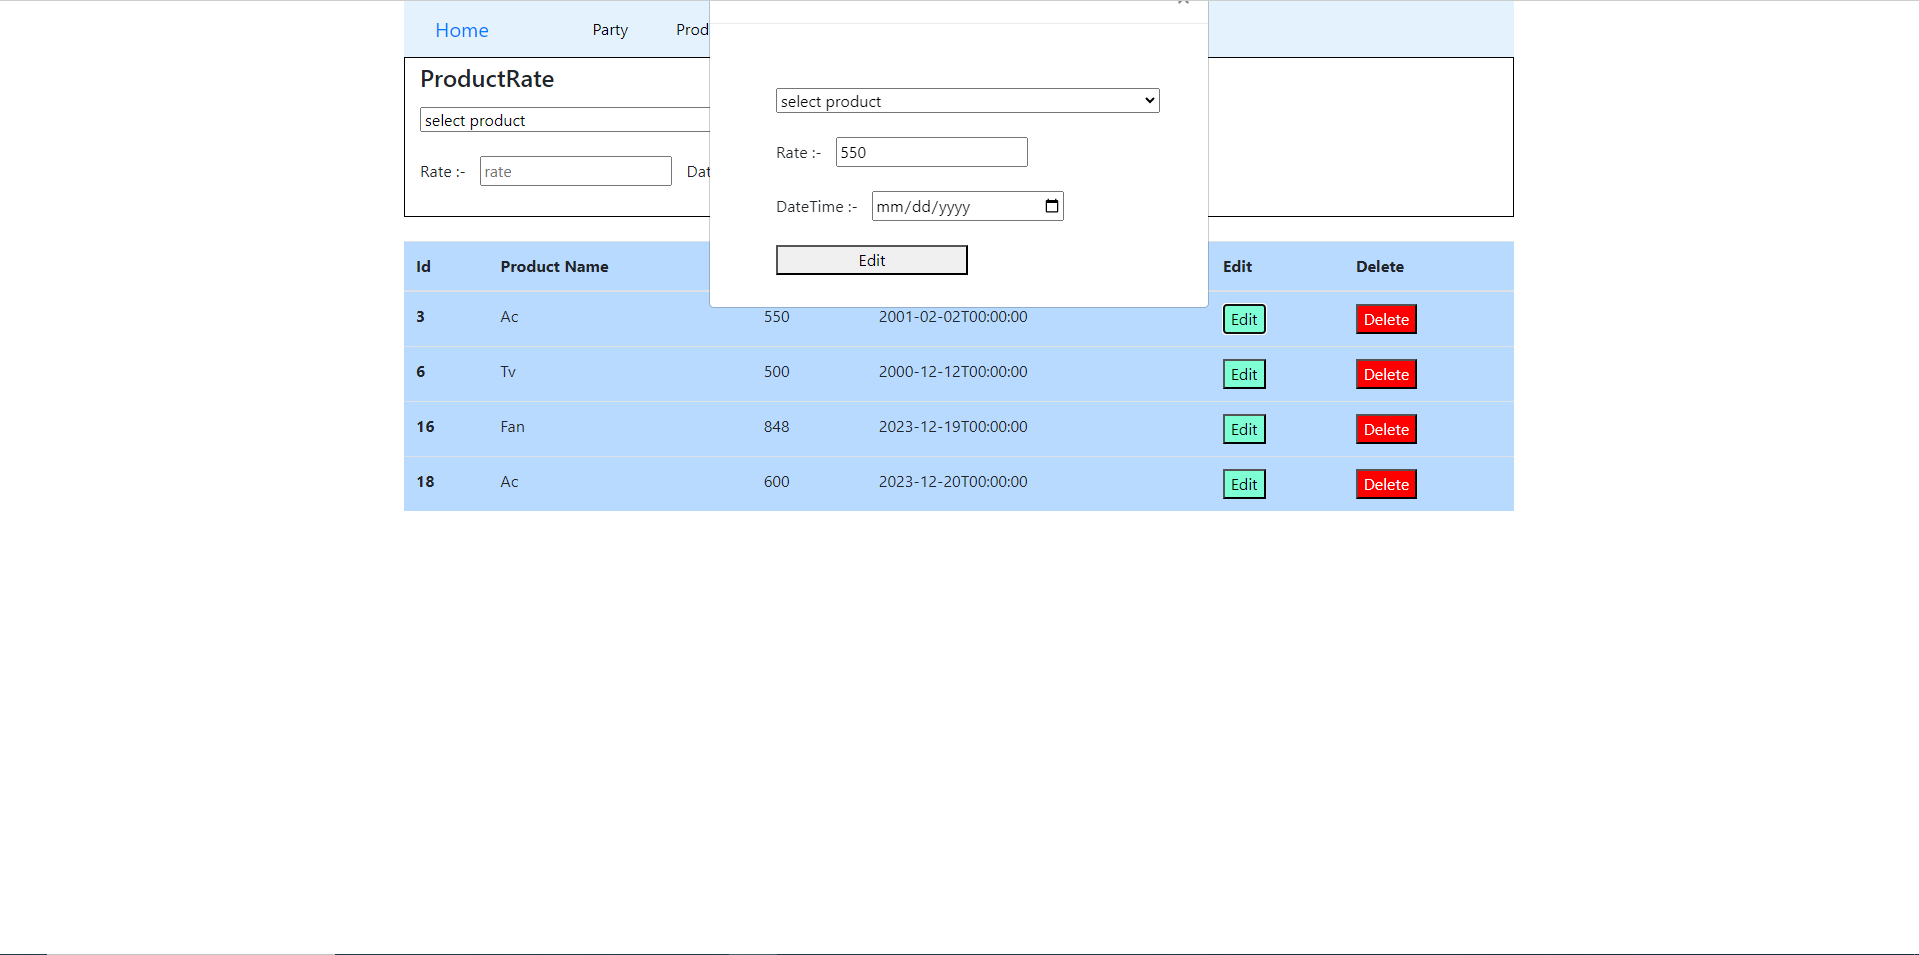 Home Party Prod
ProductRate
select product
Rate :- rate Dat
select product
Rate :- 550
DateTime :- mm/dd/yyyy
Edit
Id Product Name Edit Delete
3 Ac 550 2001-02-02T00:00:00 Edit Delete
6 Tv 500 2000-12-12T00:00:00 Edit Delete
16 Fan 848 2023-12-19T00:00:00 Edit Delete
18 Ac 600 2023-12-20T00:00:00 Edit Delete